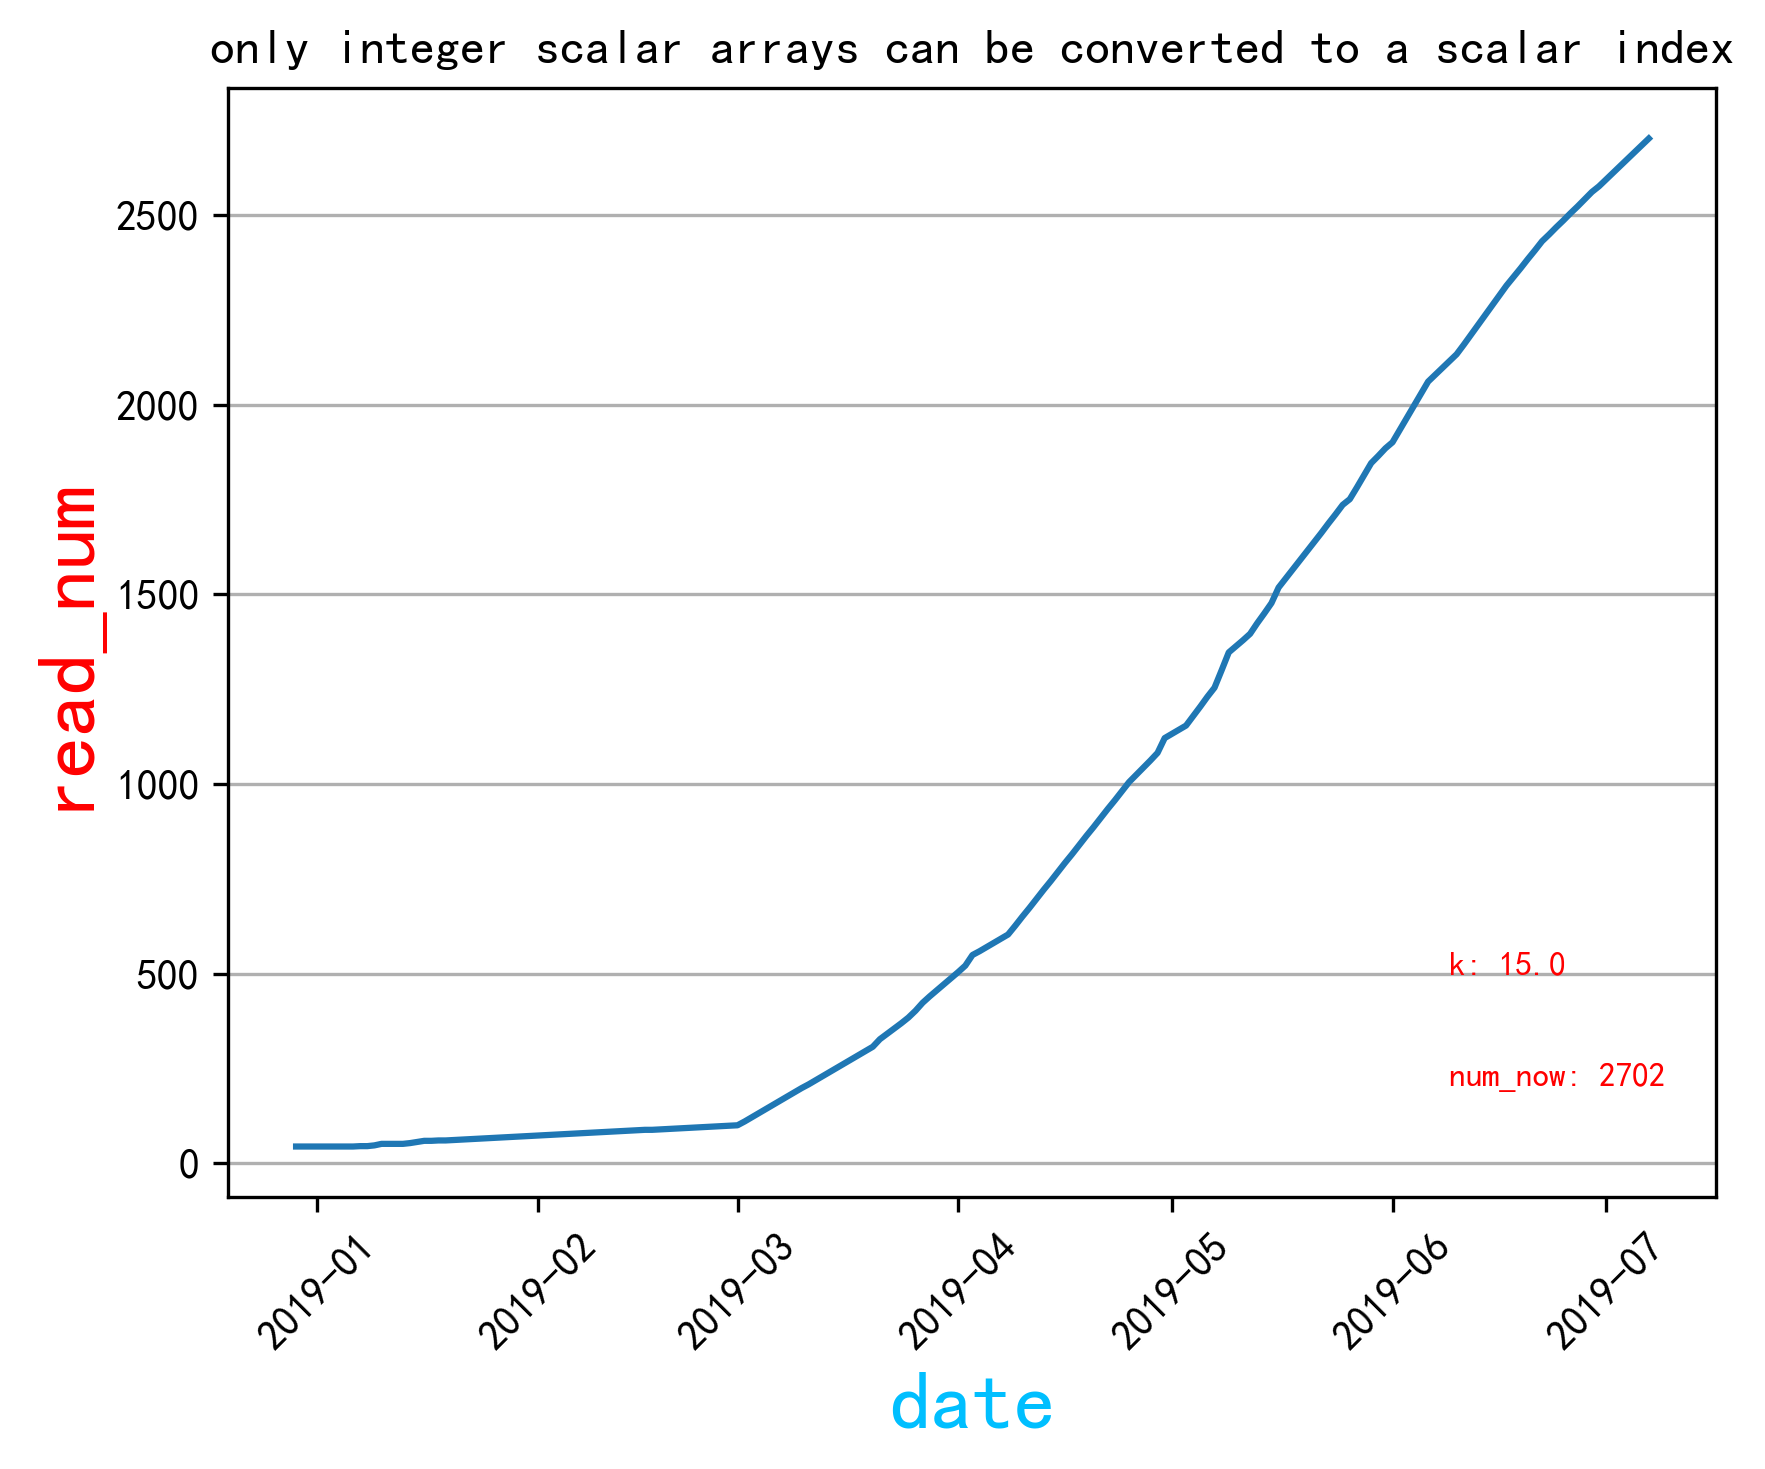 only integer scalar arrays can be converted to a scalar index
read_num
2500
2000
1500
1000
500
0
k: 15.0
num_now: 2702
2019-01
2019-02
2019-03
2019-04
2019-05
2019-06
2019-07
date